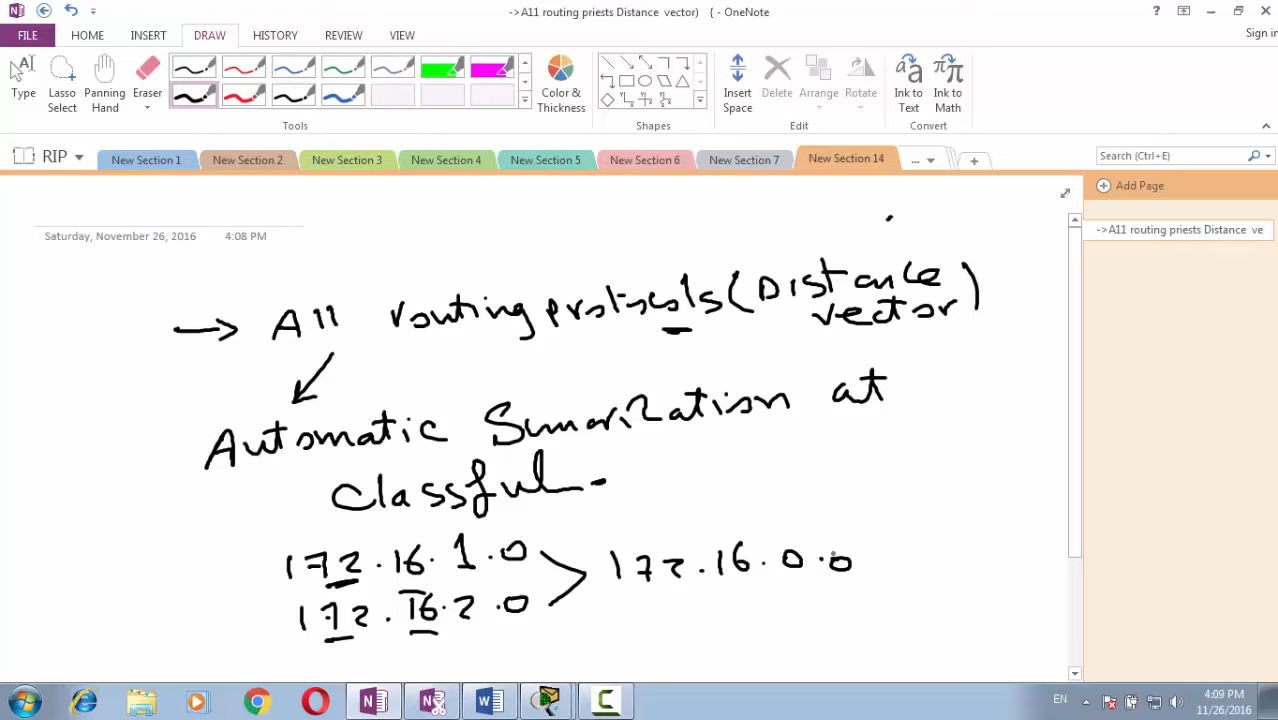 ->A11 routing priests Distance vector) { - OneNote
?
FILE HOME INSERT DRAW HISTORY REVIEW VIEW Sign in
Type Lasso Select Panning Hand Eraser Color & Thickness Insert Space Delete Arrange Rotate Ink to Text Ink to Math
Tools Shapes Edit Convert
RIP New Section 1 New Section 2 New Section 3 New Section 4 New Section 5 New Section 6 New Section 7 New Section 14 ... + Search (Ctrl+E)
Add Page
->A11 routing priests Distance ve
Saturday, November 26, 2016 4:08 PM
→ All routing protocols (Distance
vector)
Automatic Sumarization at
classful
172.16.1.0
172.16.2.0
172.16.0.0
EN 4:09 PM
11/26/2016